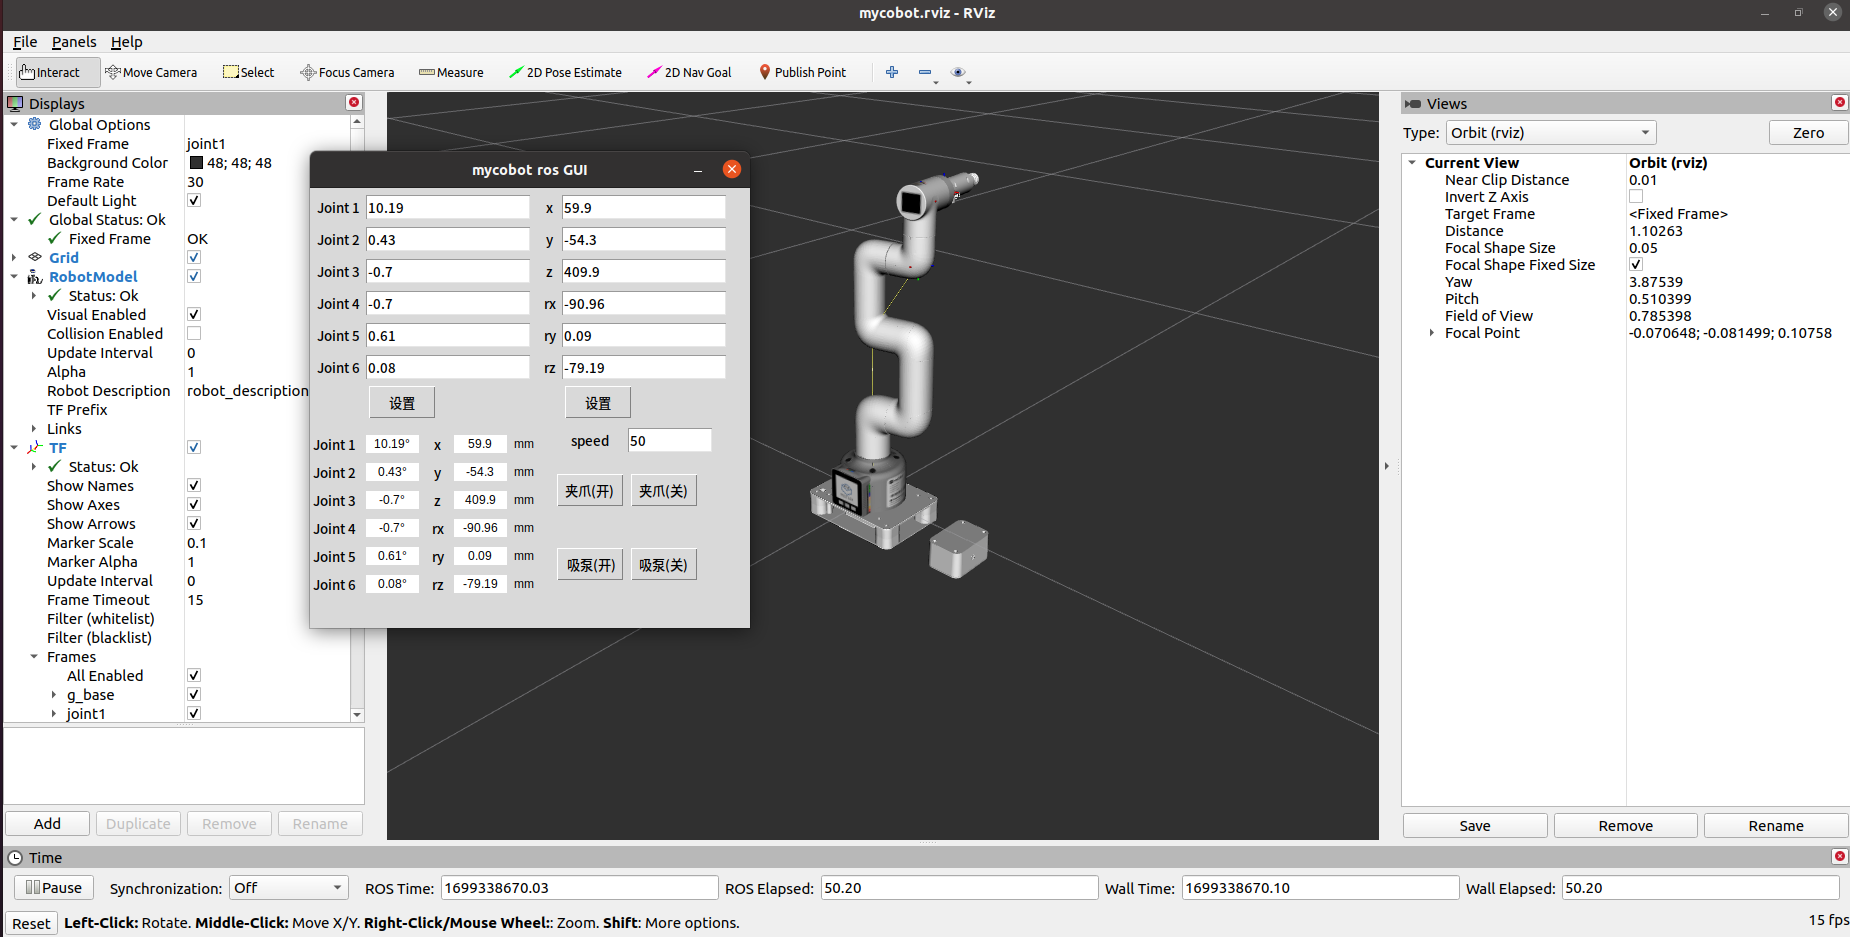 mycobot.rviz - RViz
File Panels Help
Interact Move Camera Select Focus Camera Measure 2D Pose Estimate 2D Nav Goal Publish Point
Displays
Global Options
Fixed Frame joint1
Background Color 48; 48; 48
Frame Rate 30
Default Light
Global Status: Ok
Fixed Frame OK
Grid
RobotModel
Status: Ok
Visual Enabled
Collision Enabled
Update Interval 0
Alpha 1
Robot Description robot_description
TF Prefix
Links
TF
Status: Ok
Show Names
Show Axes
Show Arrows
Marker Scale 0.1
Marker Alpha 1
Update Interval 0
Frame Timeout 15
Filter (whitelist)
Filter (blacklist)
Frames
All Enabled
g_base
joint1
Add Duplicate Remove Rename
mycobot ros GUI
Joint 1 10.19 x 59.9
Joint 2 0.43 y -54.3
Joint 3 -0.7 z 409.9
Joint 4 -0.7 rx -90.96
Joint 5 0.61 ry 0.09
Joint 6 0.08 rz -79.19
设置 设置
speed 50
Joint 1 10.19° x 59.9 mm
Joint 2 0.43° y -54.3 mm
Joint 3 -0.7° z 409.9 mm
Joint 4 -0.7° rx -90.96 mm
Joint 5 0.61° ry 0.09 mm
Joint 6 0.08° rz -79.19 mm
夹爪(开) 夹爪(关)
吸泵(开) 吸泵(关)
Views
Type: Orbit (rviz) Zero
Current View Orbit (rviz)
Near Clip Distance 0.01
Invert Z Axis
Target Frame <Fixed Frame>
Distance 1.10263
Focal Shape Size 0.05
Focal Shape Fixed Size
Yaw 3.87539
Pitch 0.510399
Field of View 0.785398
Focal Point -0.070648; -0.081499; 0.10758
Save Remove Rename
Time
Pause Synchronization: Off ROS Time: 1699338670.03 ROS Elapsed: 50.20 Wall Time: 1699338670.10 Wall Elapsed: 50.20
Reset Left-Click: Rotate. Middle-Click: Move X/Y. Right-Click/Mouse Wheel:: Zoom. Shift: More options. 15 fps